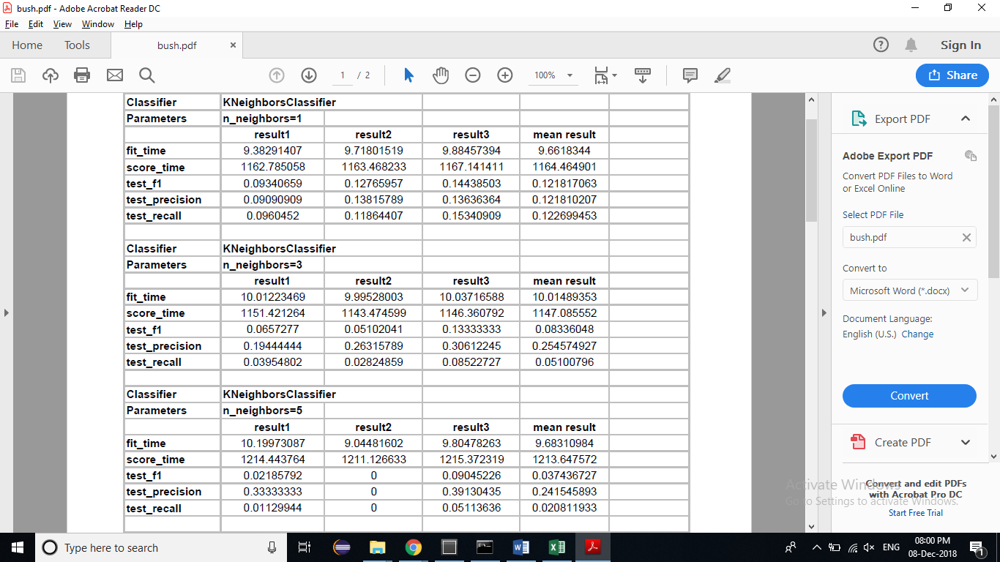 bush.pdf - Adobe Acrobat Reader DC
File Edit View Window Help
Home Tools bush.pdf × Sign In
1 / 2 100% Share
Classifier KNeighborsClassifier
Parameters n_neighbors=1
result1 result2 result3 mean result
fit_time 9.38291407 9.71801519 9.88457394 9.6618344
score_time 1162.785058 1163.468233 1167.141411 1164.464901
test_f1 0.09340659 0.12765957 0.14438503 0.121817063
test_precision 0.09090909 0.13815789 0.13636364 0.121810207
test_recall 0.0960452 0.11864407 0.15340909 0.122699453
Classifier KNeighborsClassifier
Parameters n_neighbors=3
result1 result2 result3 mean result
fit_time 10.01223469 9.99528003 10.03716588 10.01489353
score_time 1151.421264 1143.474599 1146.360792 1147.085552
test_f1 0.0657277 0.05102041 0.13333333 0.08336048
test_precision 0.19444444 0.26315789 0.30612245 0.254574927
test_recall 0.03954802 0.02824859 0.08522727 0.05100796
Classifier KNeighborsClassifier
Parameters n_neighbors=5
result1 result2 result3 mean result
fit_time 10.19973087 9.04481602 9.80478263 9.68310984
score_time 1214.443764 1211.126633 1215.372319 1213.647572
test_f1 0.02185792 0 0.09045226 0.037436727
test_precision 0.33333333 0 0.39130435 0.241545893
test_recall 0.01129944 0 0.05113636 0.020811933
Export PDF
Adobe Export PDF
Convert PDF Files to Word
or Excel Online
Select PDF File
bush.pdf
Convert to
Microsoft Word (*.docx)
Document Language:
English (U.S.) Change
Convert
Create PDF
Activate Windows
Go to Settings to activate Windows.
Convert and edit PDFs
with Acrobat Pro DC
Start Free Trial
Type here to search
ENG
08:00 PM
08-Dec-2018
1